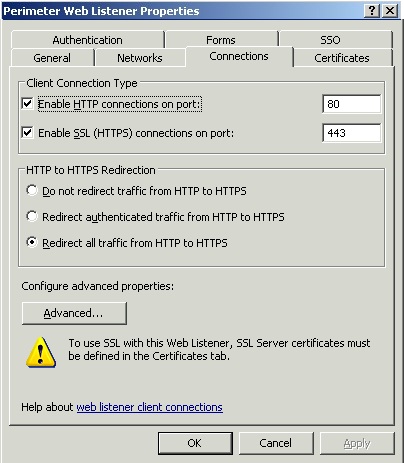 Perimeter Web Listener Properties
Authentication Forms SSO
General Networks Connections Certificates
Client Connection Type
Enable HTTP connections on port: 80
Enable SSL (HTTPS) connections on port: 443
HTTP to HTTPS Redirection
Do not redirect traffic from HTTP to HTTPS
Redirect authenticated traffic from HTTP to HTTPS
Redirect all traffic from HTTP to HTTPS
Configure advanced properties:
Advanced...
To use SSL with this Web Listener, SSL Server certificates must
be defined in the Certificates tab.
Help about web listener client connections
OK Cancel Apply